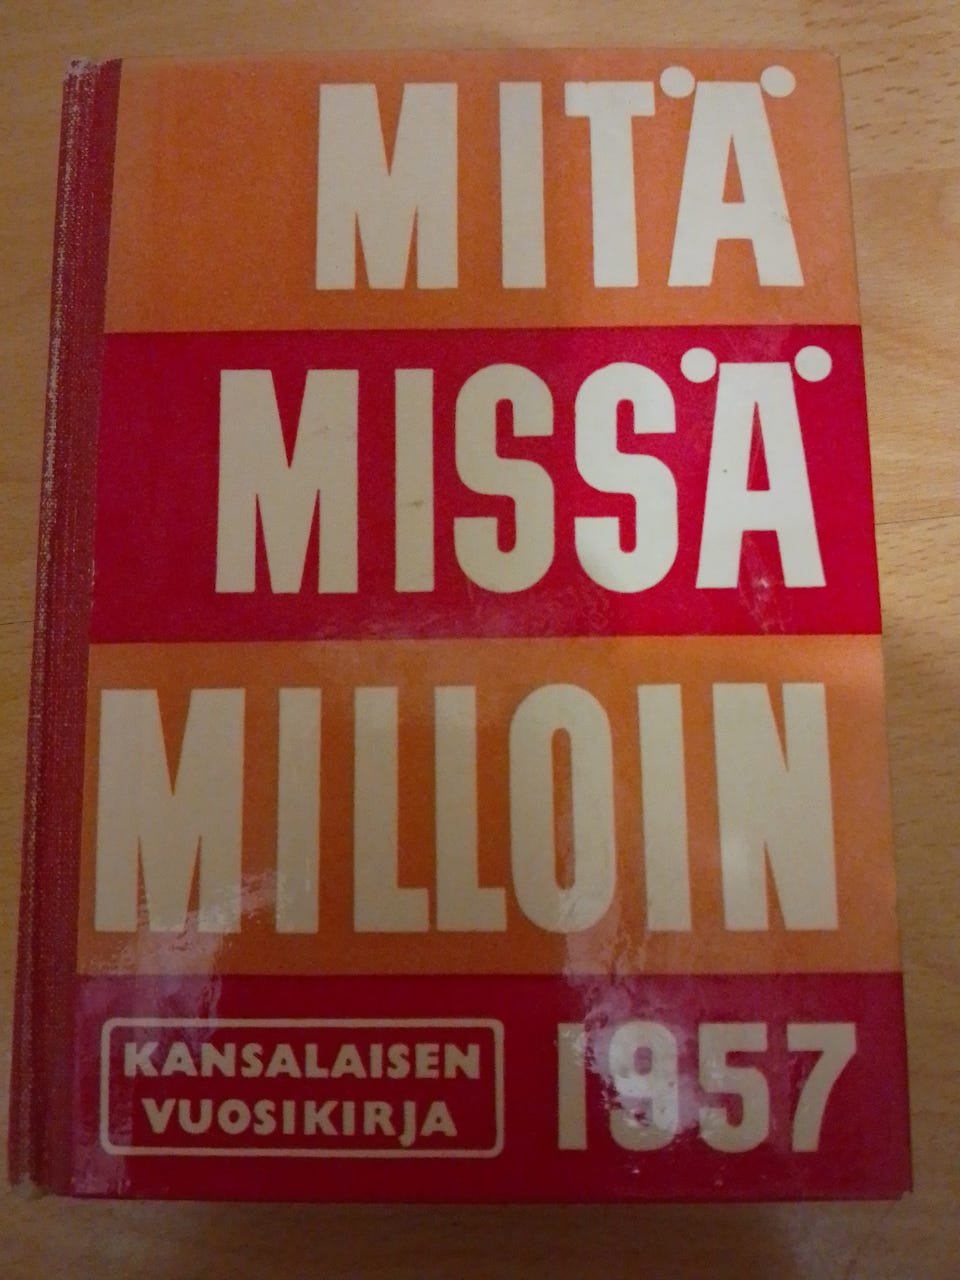 MITÄ
MISSÄ
MILLOIN
KANSALAISEN
VUOSIKIRJA
1957